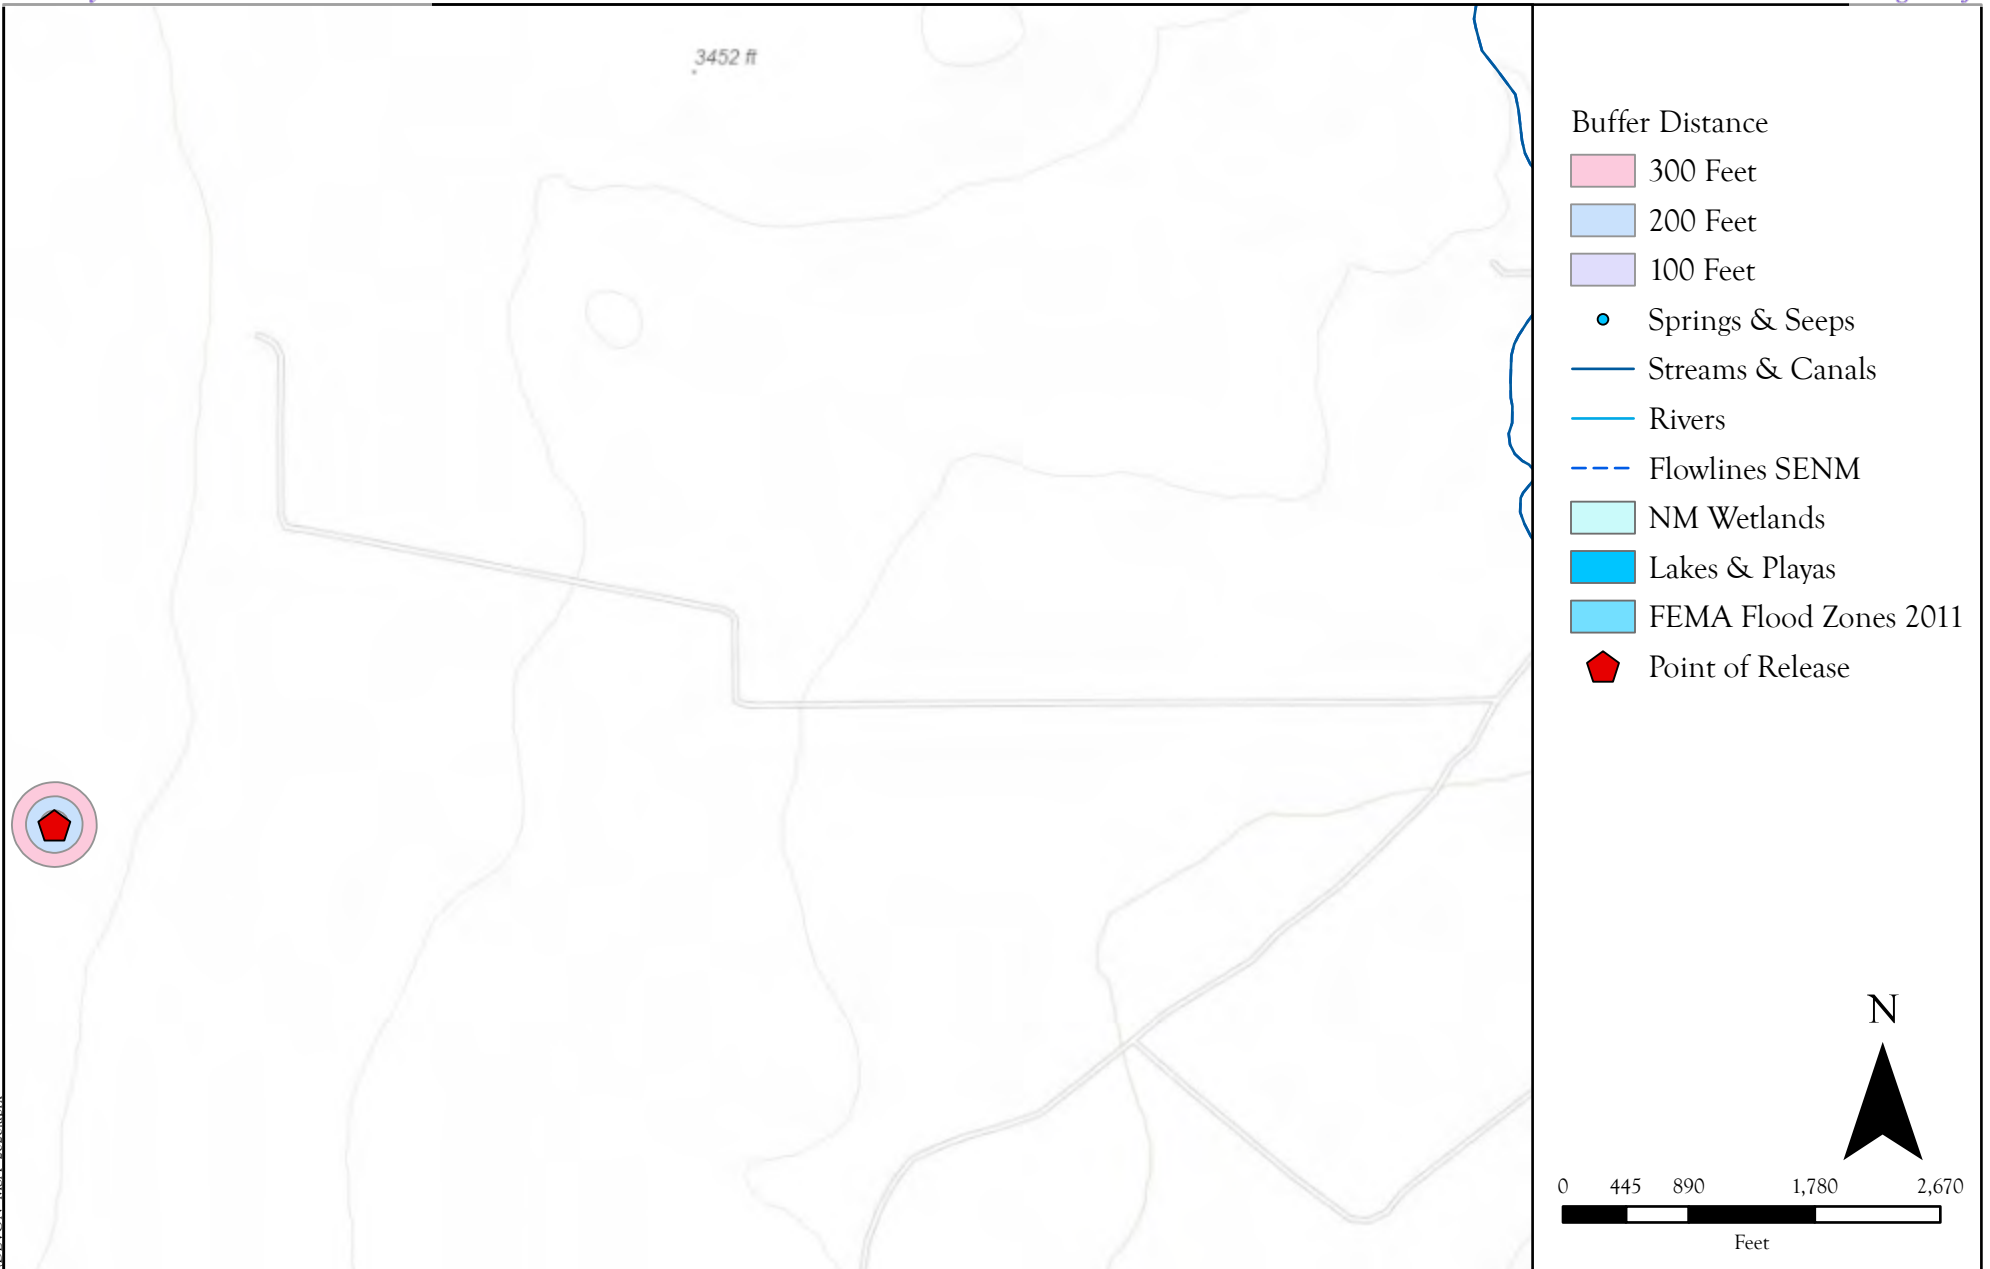 3452 ft
Buffer Distance
300 Feet
200 Feet
100 Feet
Springs & Seeps
Streams & Canals
Rivers
Flowlines SENM
NM Wetlands
Lakes & Playas
FEMA Flood Zones 2011
Point of Release
N
0 445 890 1,780 2,670
Feet